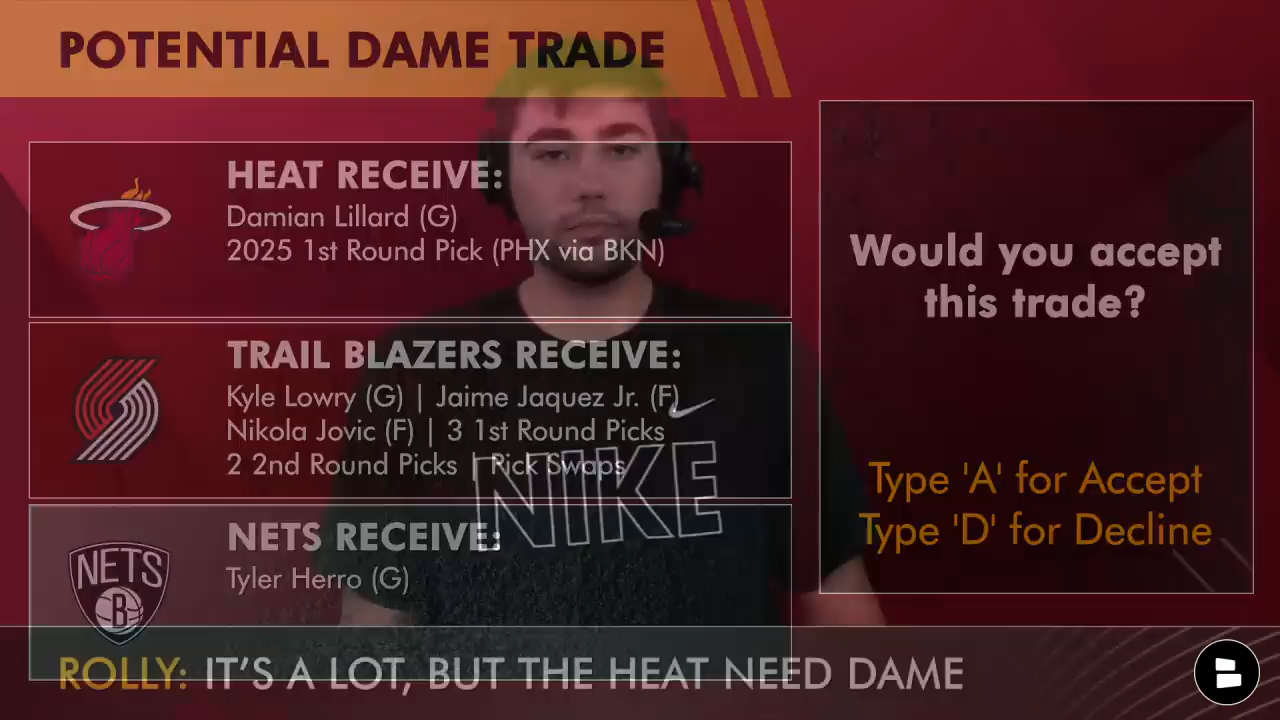 POTENTIAL DAME TRADE
HEAT RECEIVE:
Damian Lillard (G)
2025 1st Round Pick (PHX via BKN)
TRAIL BLAZERS RECEIVE:
Kyle Lowry (G) | Jaime Jaquez Jr. (F)
Nikola Jovic (F) | 3 1st Round Picks
2 2nd Round Picks | Pick Swaps
NETS RECEIVE:
Tyler Herro (G)
NETS
B
Would you accept
this trade?
Type 'A' for Accept
Type 'D' for Decline
NIKE
ROLLY: IT'S A LOT, BUT THE HEAT NEED DAME